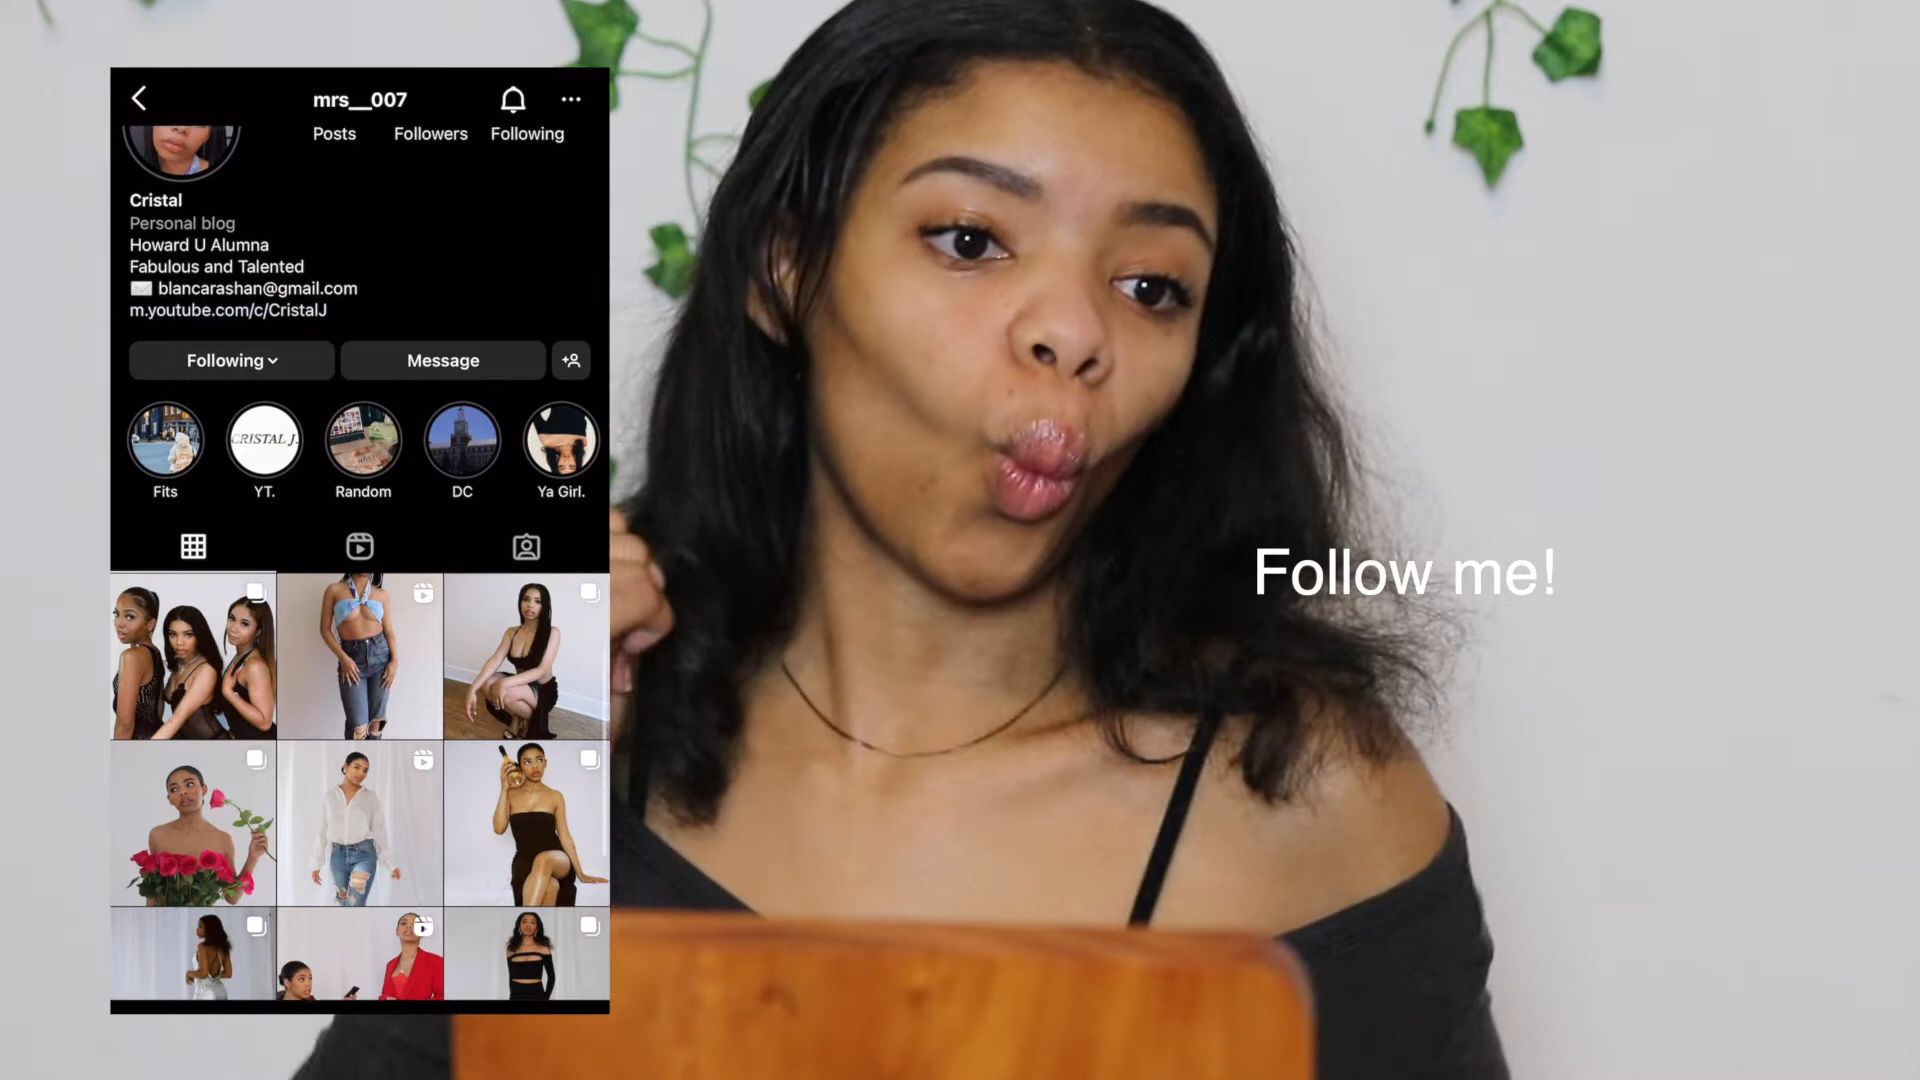 mrs__007
Posts Followers Following
Cristal
Personal blog
Howard U Alumna
Fabulous and Talented
✉️ blancarashan@gmail.com
m.youtube.com/c/CristalJ
Following Message
CRISTAL J.
Fits YT. Random DC Ya Girl.
Follow me!